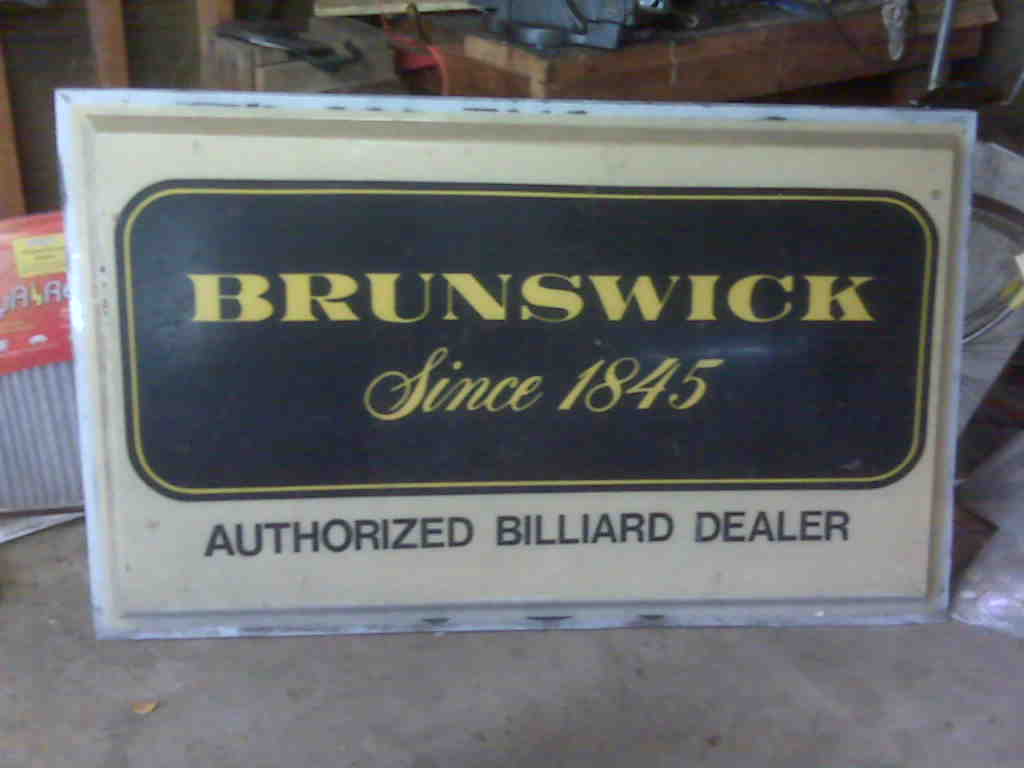 BRUNSWICK
Since 1845
AUTHORIZED BILLIARD DEALER